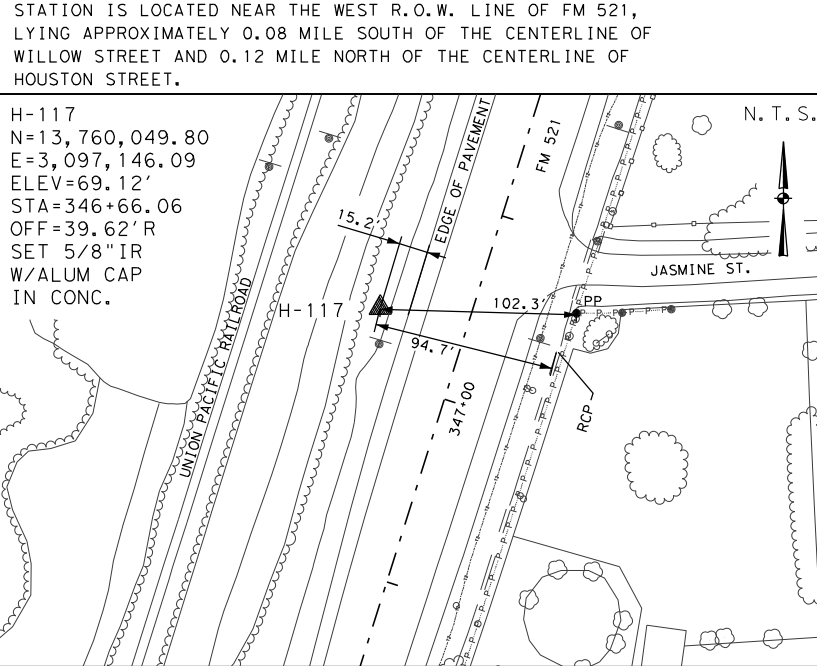 STATION IS LOCATED NEAR THE WEST R.O.W. LINE OF FM 521,
LYING APPROXIMATELY 0.08 MILE SOUTH OF THE CENTERLINE OF
WILLOW STREET AND 0.12 MILE NORTH OF THE CENTERLINE OF
HOUSTON STREET.
H-117
N=13,760,049.80
E=3,097,146.09
ELEV=69.12'
STA=346+66.06
OFF=39.62'R
SET 5/8"IR
W/ALUM CAP
IN CONC.
N.T.S.
EDGE OF PAVEMENT
FM 521
15.2'
JASMINE ST.
H-117
102.3'
PP
94.7'
UNION PACIFIC RAILROAD
347+00
RCP